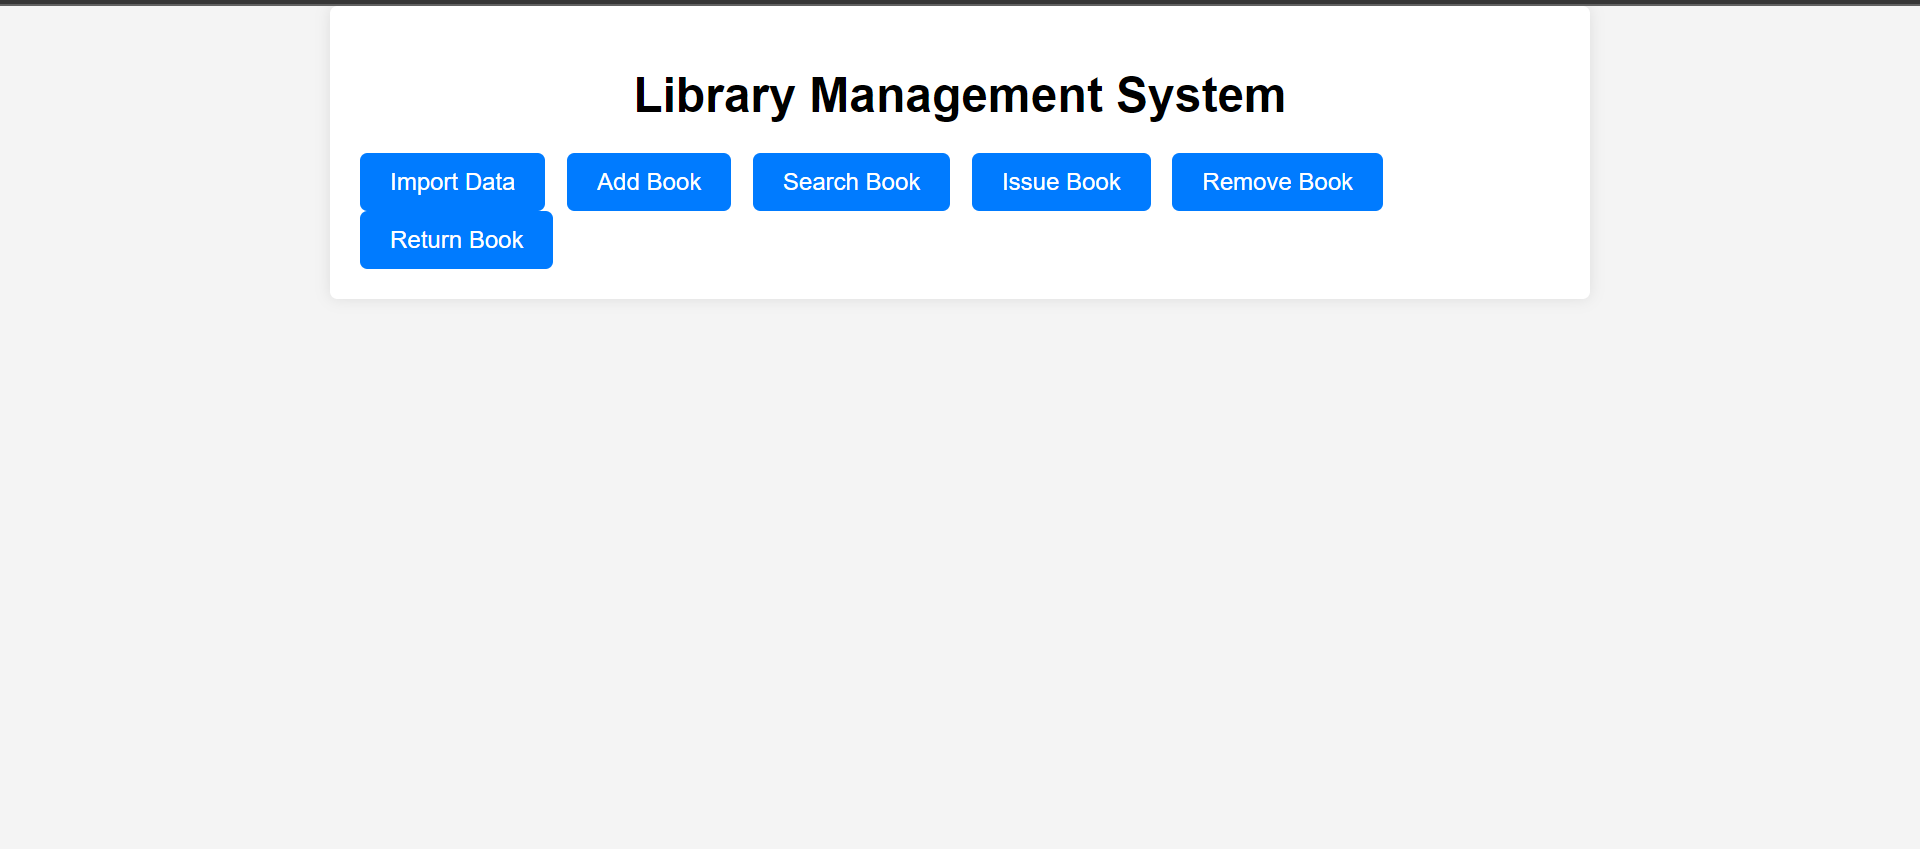 Library Management System
Import Data Add Book Search Book Issue Book Remove Book
Return Book